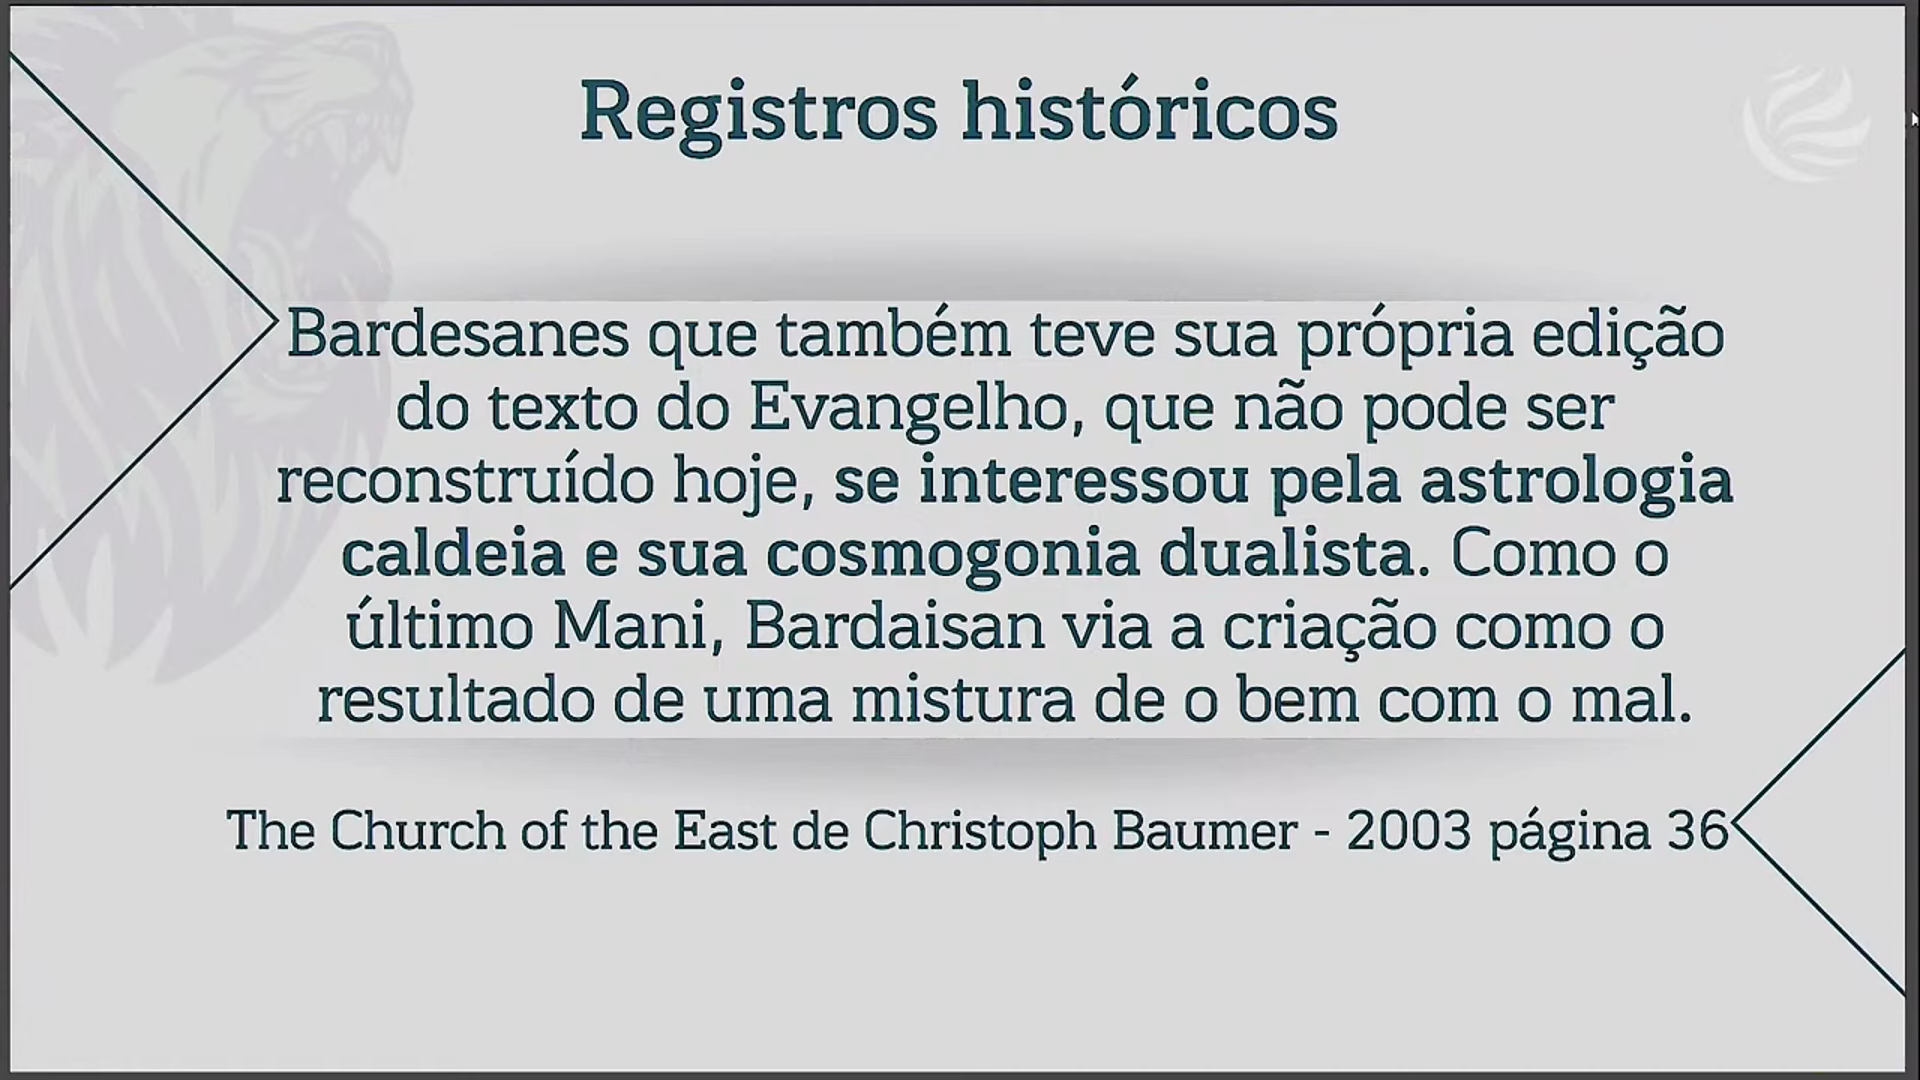 Registros históricos
Bardesanes que também teve sua própria edição
do texto do Evangelho, que não pode ser
reconstruído hoje, se interessou pela astrologia
caldeia e sua cosmogonia dualista. Como o
último Mani, Bardaisan via a criação como o
resultado de uma mistura de o bem com o mal.
The Church of the East de Christoph Baumer - 2003 página 36